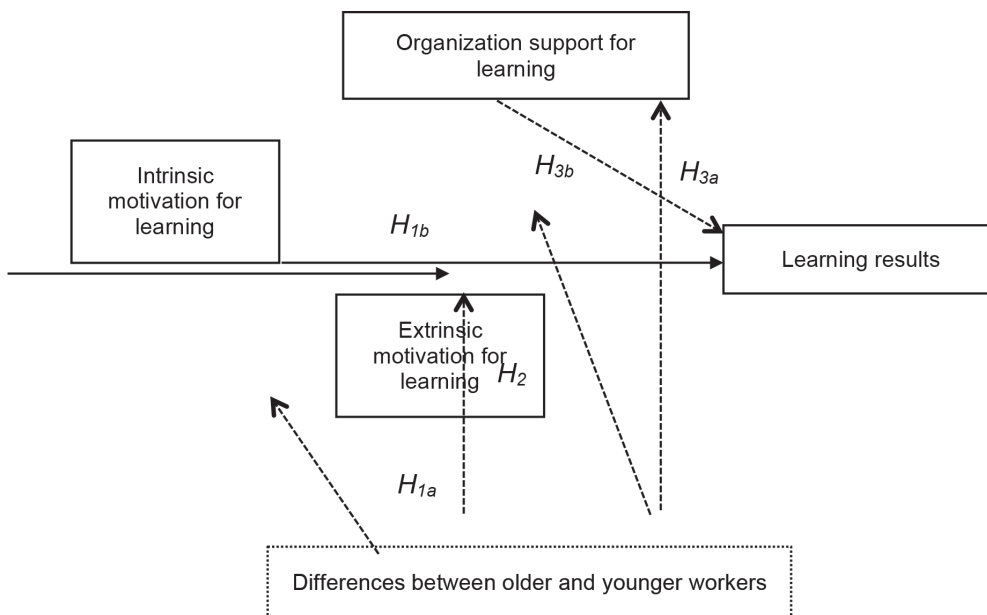 Organization support for
learning
H3b
H3a
Intrinsic
motivation for
learning
H1b
Learning results
Extrinsic
motivation for
learning
H2
H1a
Differences between older and younger workers